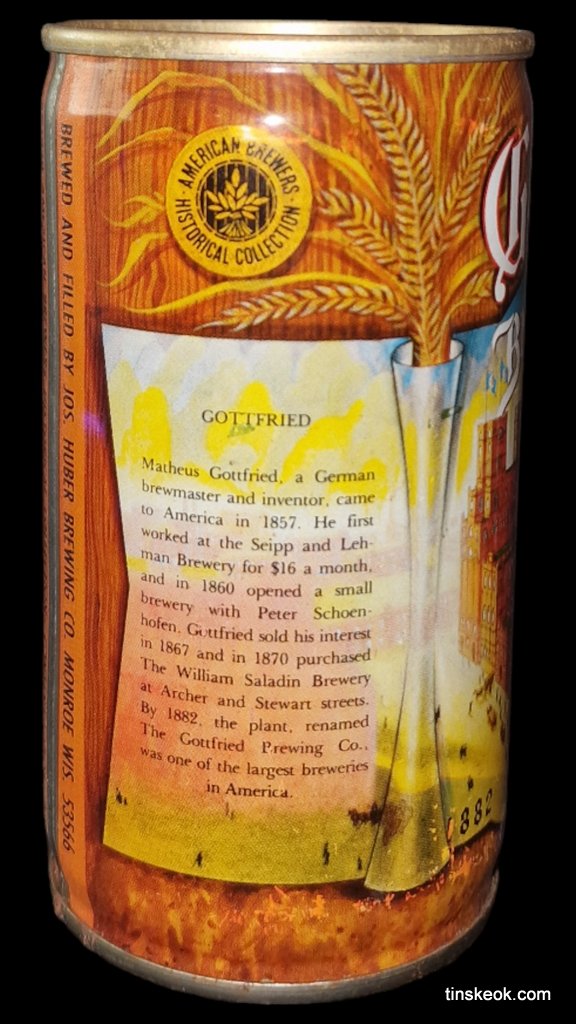 AMERICAN BREWERS
HISTORICAL COLLECTION
BREWED AND FILLED BY JOS. HUBER BREWING CO. MONROE WIS. 53566
GOTTFRIED
Matheus Gottfried, a German
brewmaster and inventor, came
to America in 1857. He first
worked at the Seipp and Leh-
man Brewery for $16 a month,
and in 1860 opened a small
brewery with Peter Schoen-
hofen. Gottfried sold his interest
in 1867 and in 1870 purchased
The William Saladin Brewery
at Archer and Stewart streets.
By 1882, the plant, renamed
The Gottfried Brewing Co.,
was one of the largest breweries
in America.
G
B
882
tinskeok.com